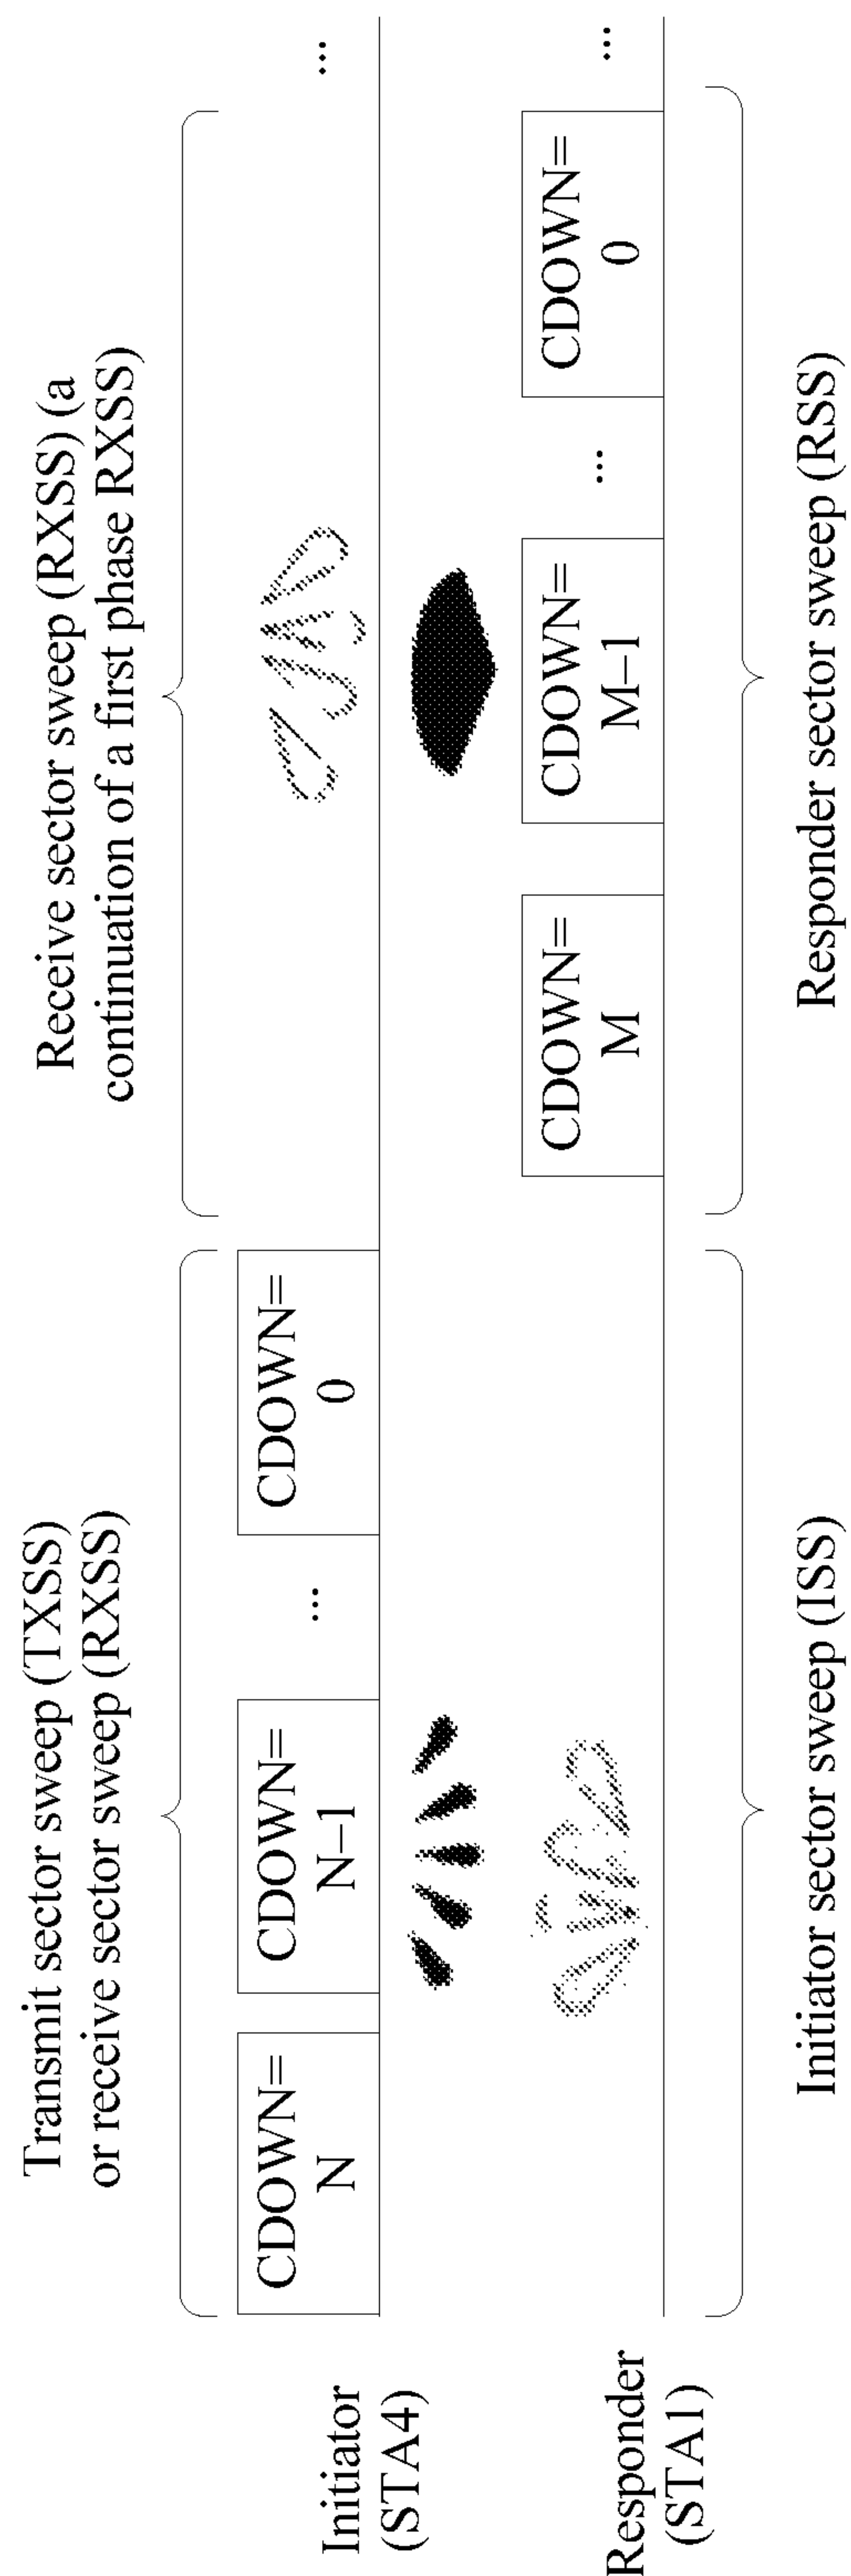 Transmit sector sweep (TXSS)
or receive sector sweep (RXSS)
Receive sector sweep (RXSS) (a
continuation of a first phase RXSS)
Initiator
(STA4)
CDOWN=
N
CDOWN=
N–1
...
CDOWN=
0
...
Responder
(STA1)
CDOWN=
M
CDOWN=
M–1
...
CDOWN=
0
...
Initiator sector sweep (ISS)
Responder sector sweep (RSS)